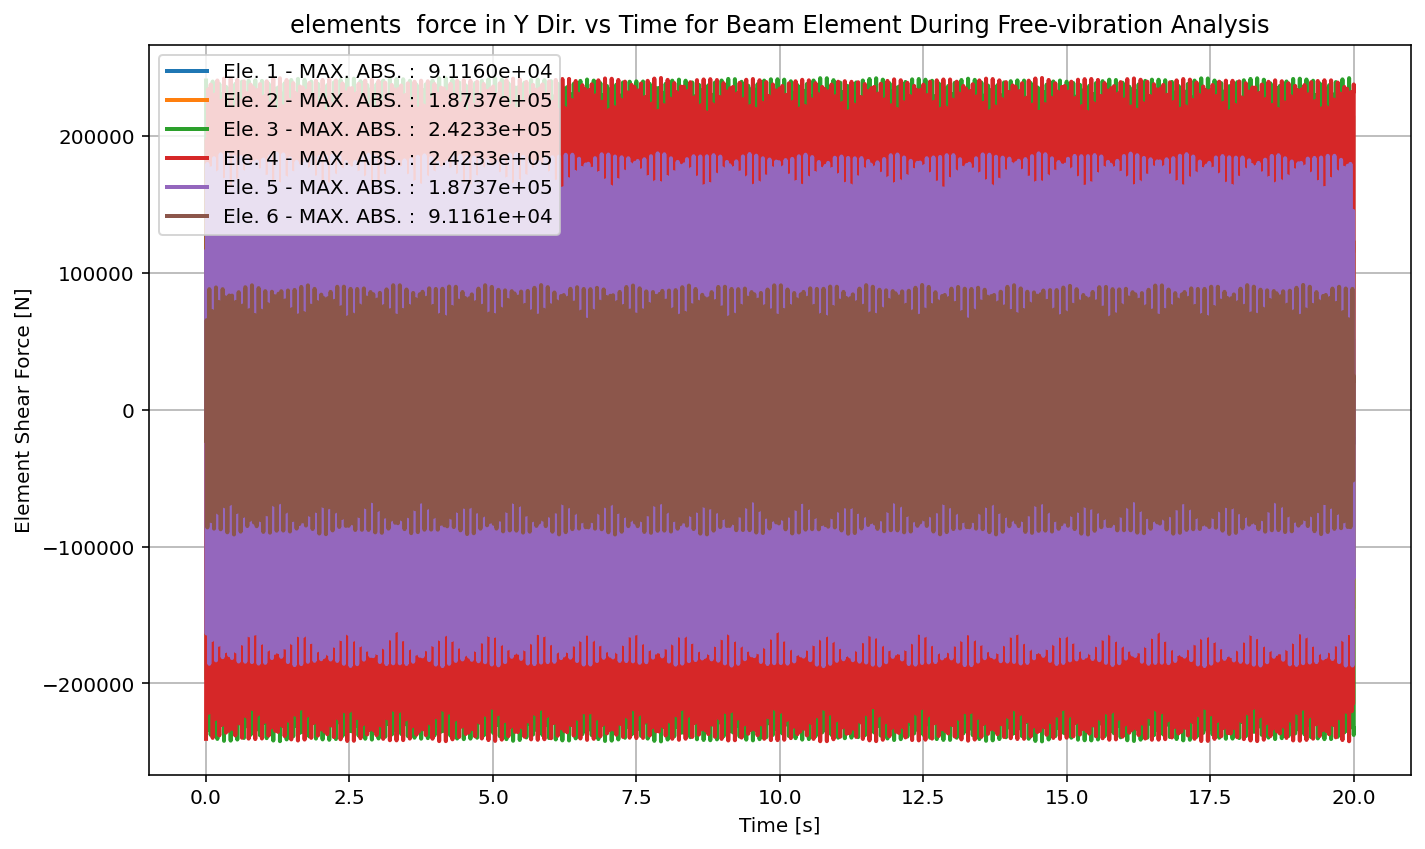 elements  force in Y Dir. vs Time for Beam Element During Free-vibration Analysis
Ele. 1 - MAX. ABS. :  9.1160e+04
Ele. 2 - MAX. ABS. :  1.8737e+05
Ele. 3 - MAX. ABS. :  2.4233e+05
Ele. 4 - MAX. ABS. :  2.4233e+05
Ele. 5 - MAX. ABS. :  1.8737e+05
Ele. 6 - MAX. ABS. :  9.1161e+04
Element Shear Force [N]
200000
100000
0
−100000
−200000
0.0 2.5 5.0 7.5 10.0 12.5 15.0 17.5 20.0
Time [s]